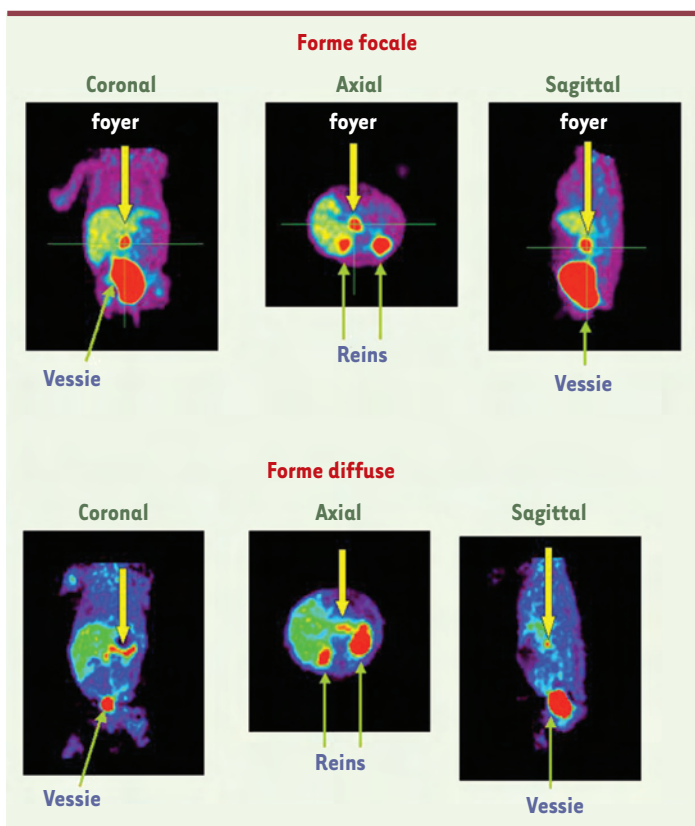 Forme focale
Coronal Axial Sagittal
foyer foyer foyer
Reins
Vessie Vessie
Forme diffuse
Coronal Axial Sagittal
Reins
Vessie Vessie